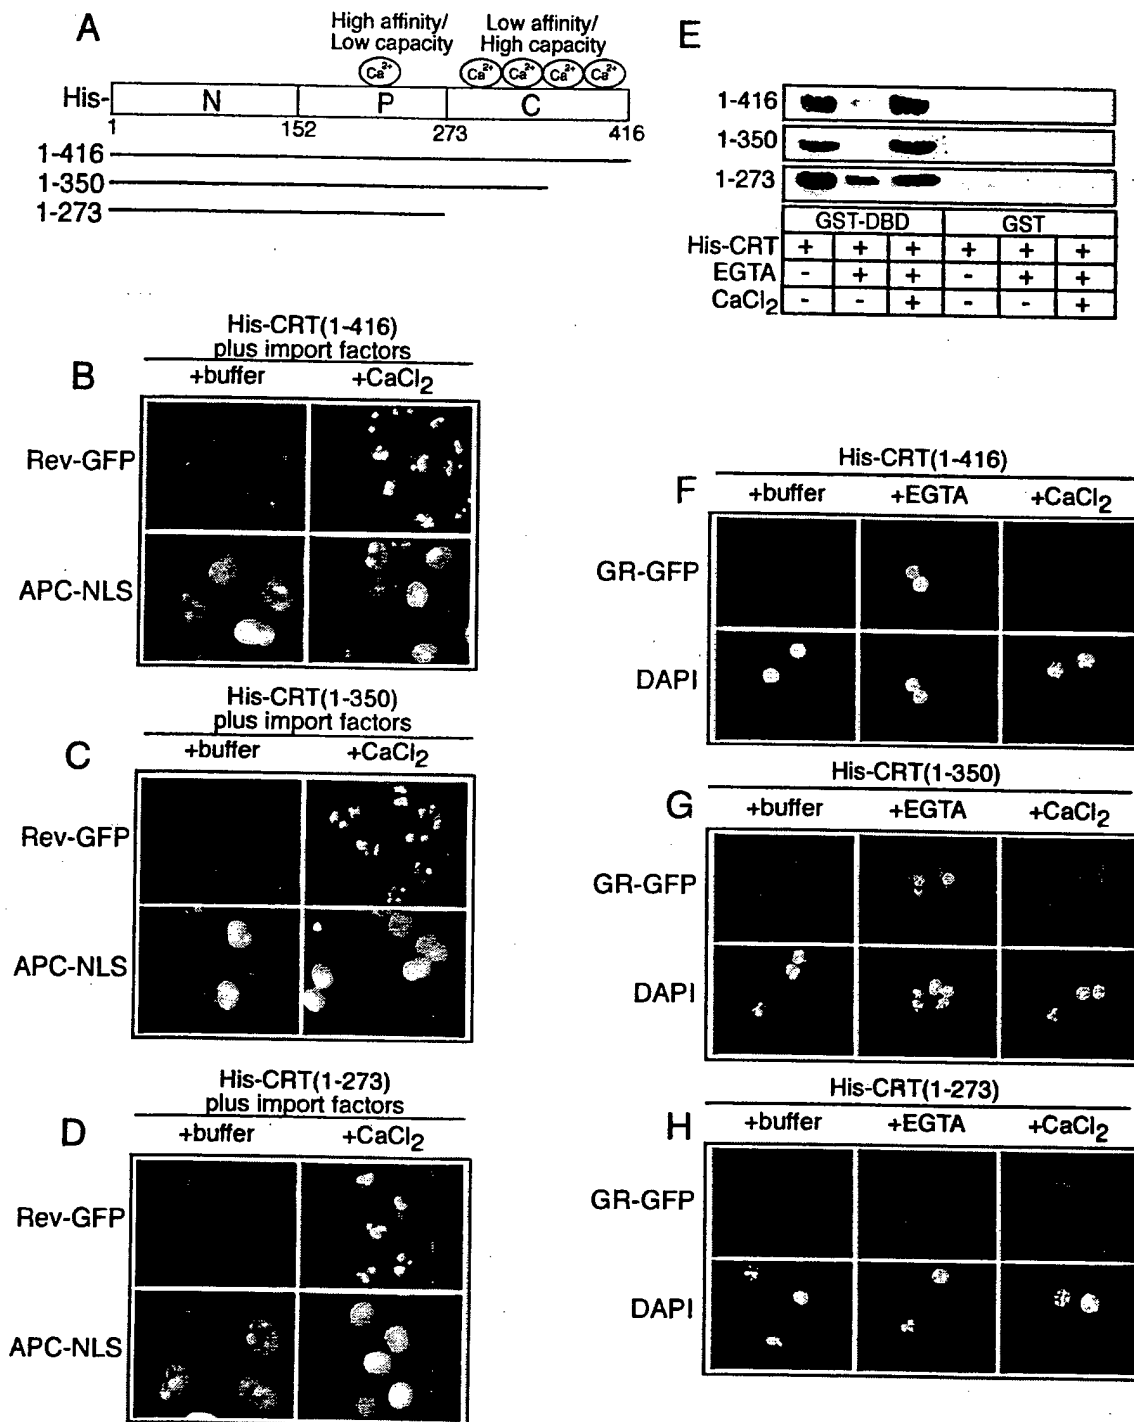 A
High affinity/
Low capacity
Low affinity/
High capacity
Ca2+
Ca2+
Ca2+
Ca2+
Ca2+
His-
N
P
C
1
152
273
416
1-416
1-350
1-273
His-CRT(1-416)
plus import factors
B
+buffer
+CaCl2
Rev-GFP
APC-NLS
His-CRT(1-350)
plus import factors
C
+buffer
+CaCl2
Rev-GFP
APC-NLS
His-CRT(1-273)
plus import factors
D
+buffer
+CaCl2
Rev-GFP
APC-NLS
E
1-416
1-350
1-273
GST-DBD
GST
His-CRT + + + + + +
EGTA - + + - + +
CaCl2 - - + - - +
His-CRT(1-416)
F
+buffer
+EGTA
+CaCl2
GR-GFP
DAPI
His-CRT(1-350)
G
+buffer
+EGTA
+CaCl2
GR-GFP
DAPI
His-CRT(1-273)
H
+buffer
+EGTA
+CaCl2
GR-GFP
DAPI